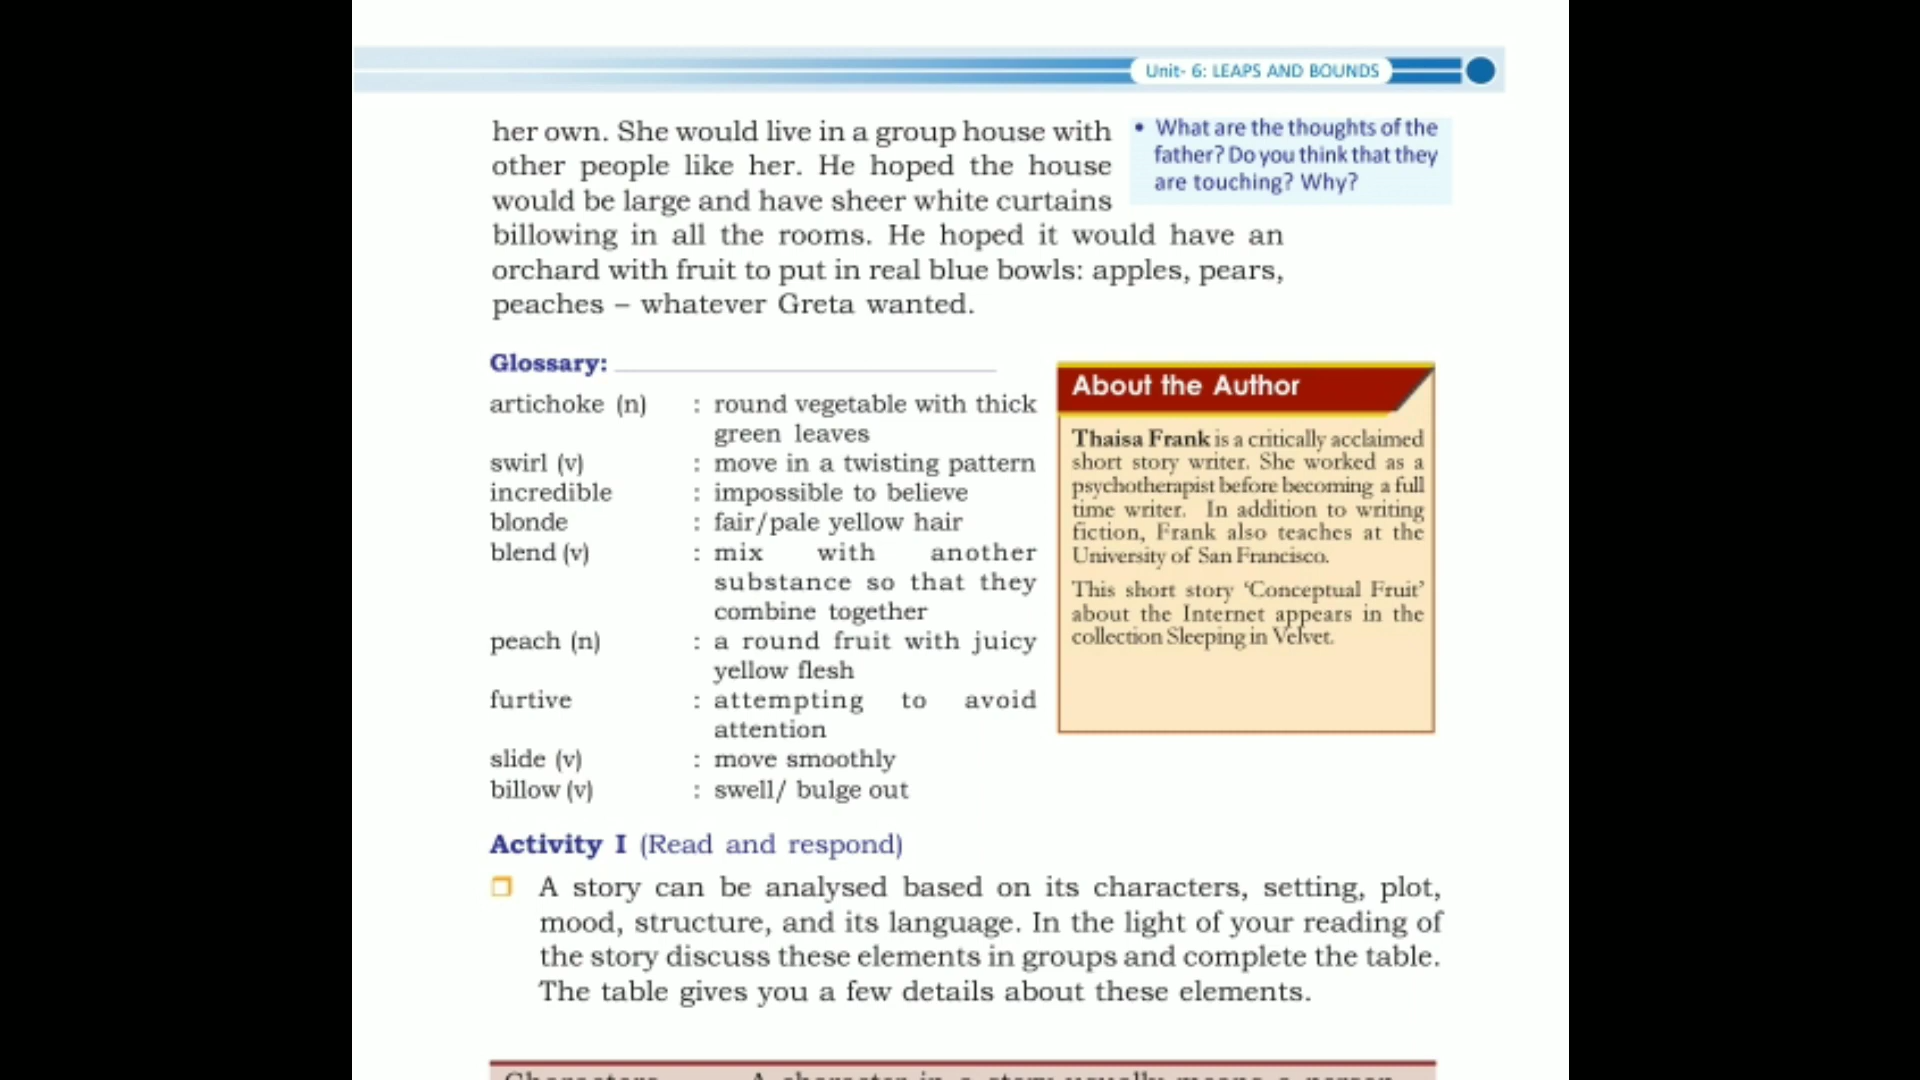 Unit- 6: LEAPS AND BOUNDS
her own. She would live in a group house with
other people like her. He hoped the house
would be large and have sheer white curtains
billowing in all the rooms. He hoped it would have an
orchard with fruit to put in real blue bowls: apples, pears,
peaches – whatever Greta wanted.
• What are the thoughts of the
father? Do you think that they
are touching? Why?
Glossary:
artichoke (n) : round vegetable with thick
green leaves
swirl (v) : move in a twisting pattern
incredible : impossible to believe
blonde : fair/pale yellow hair
blend (v) : mix with another
substance so that they
combine together
peach (n) : a round fruit with juicy
yellow flesh
furtive : attempting to avoid
attention
slide (v) : move smoothly
billow (v) : swell/ bulge out
About the Author
Thaisa Frank is a critically acclaimed
short story writer. She worked as a
psychotherapist before becoming a full
time writer. In addition to writing
fiction, Frank also teaches at the
University of San Francisco.
This short story ‘Conceptual Fruit’
about the Internet appears in the
collection Sleeping in Velvet.
Activity I (Read and respond)
❒ A story can be analysed based on its characters, setting, plot,
mood, structure, and its language. In the light of your reading of
the story discuss these elements in groups and complete the table.
The table gives you a few details about these elements.
Characters A character in a story usually means a person